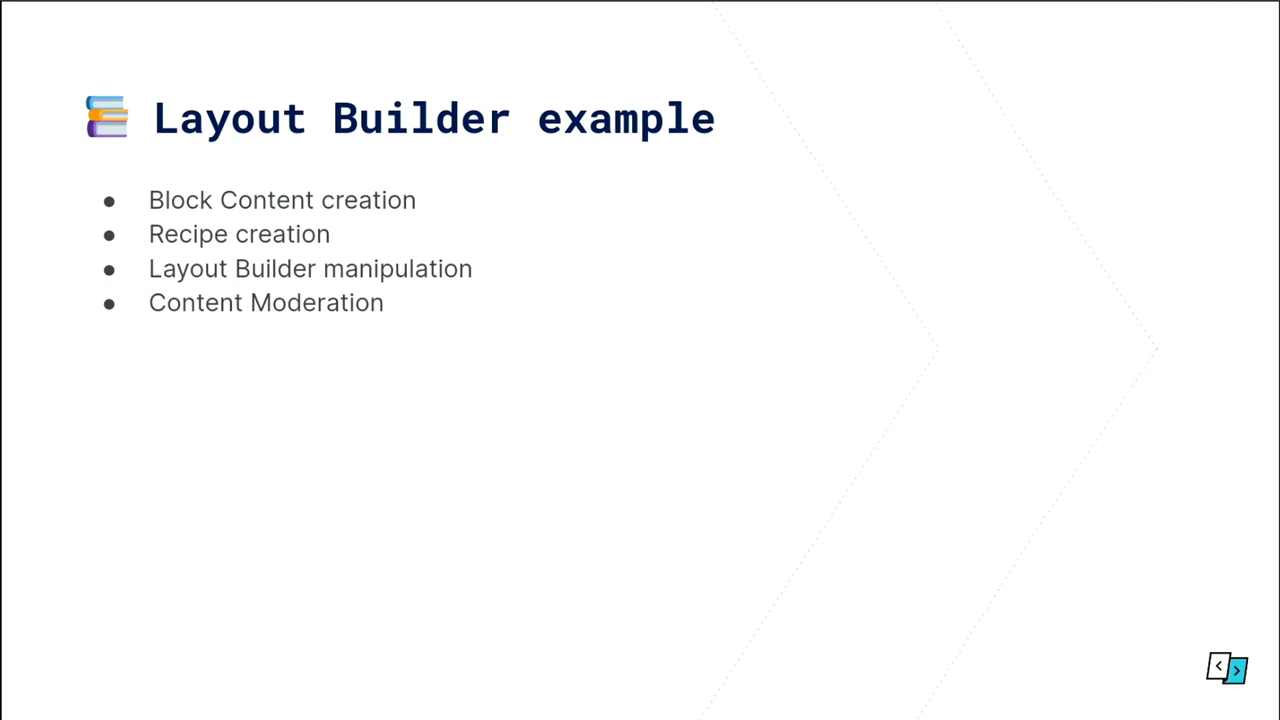 📚 Layout Builder example
● Block Content creation
● Recipe creation
● Layout Builder manipulation
● Content Moderation